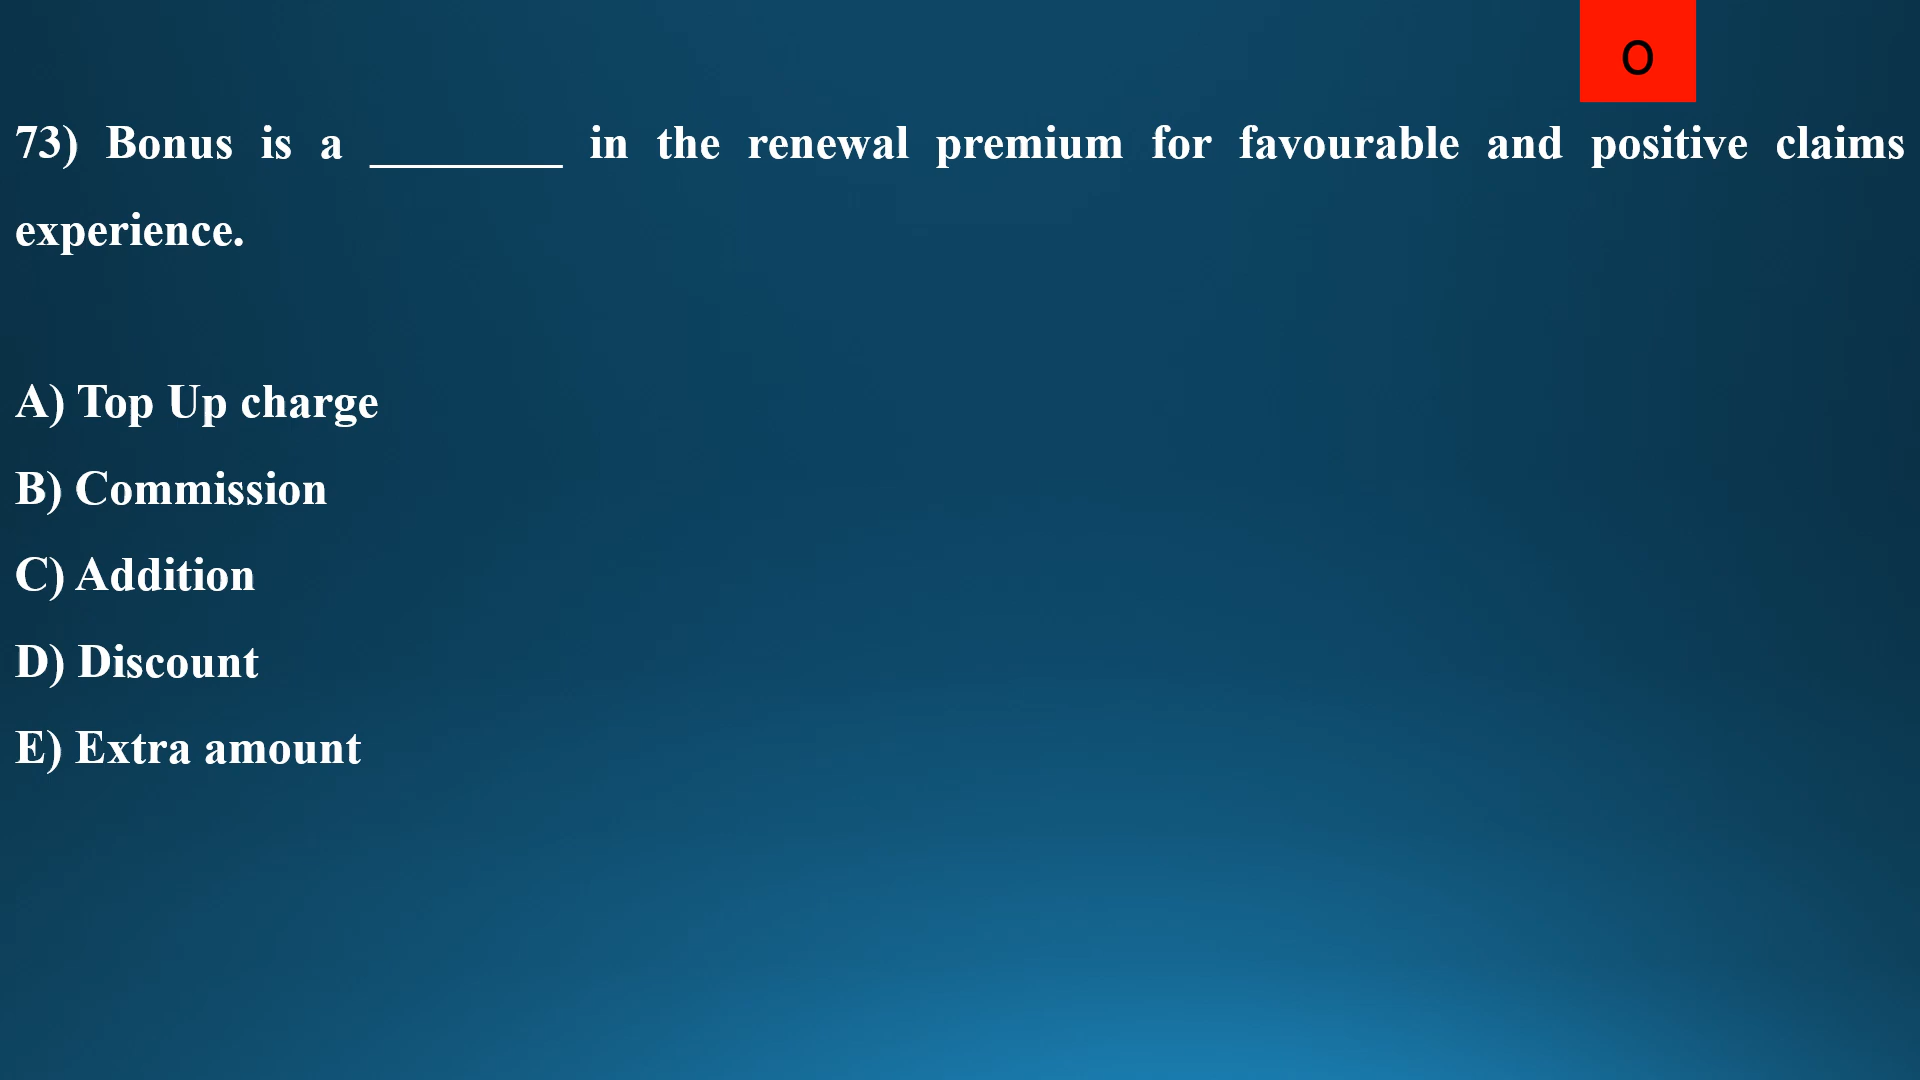 O
73) Bonus is a ________ in the renewal premium for favourable and positive claims
experience.
A) Top Up charge
B) Commission
C) Addition
D) Discount
E) Extra amount